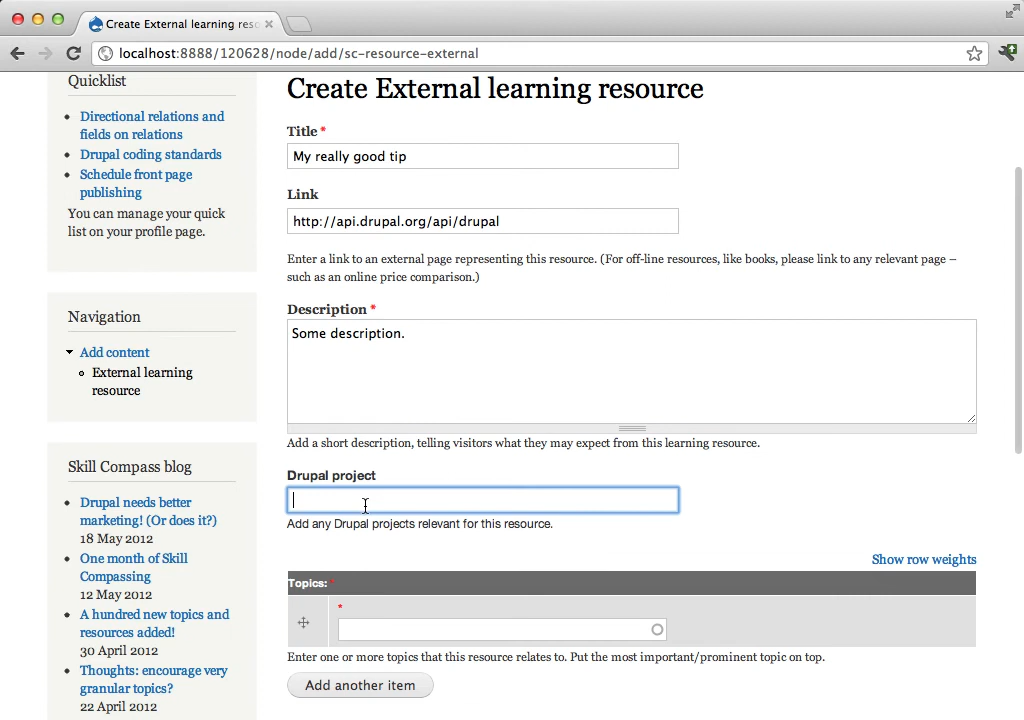 Create External learning reso
localhost:8888/120628/node/add/sc-resource-external
Quicklist
Directional relations and
fields on relations
Drupal coding standards
Schedule front page
publishing
You can manage your quick
list on your profile page.
Navigation
Add content
External learning
resource
Skill Compass blog
Drupal needs better
marketing! (Or does it?)
18 May 2012
One month of Skill
Compassing
12 May 2012
A hundred new topics and
resources added!
30 April 2012
Thoughts: encourage very
granular topics?
22 April 2012
Create External learning resource
Title *
My really good tip
Link
http://api.drupal.org/api/drupal
Enter a link to an external page representing this resource. (For off-line resources, like books, please link to any relevant page –
such as an online price comparison.)
Description *
Some description.
Add a short description, telling visitors what they may expect from this learning resource.
Drupal project
Add any Drupal projects relevant for this resource.
Show row weights
Topics: *
*
Enter one or more topics that this resource relates to. Put the most important/prominent topic on top.
Add another item